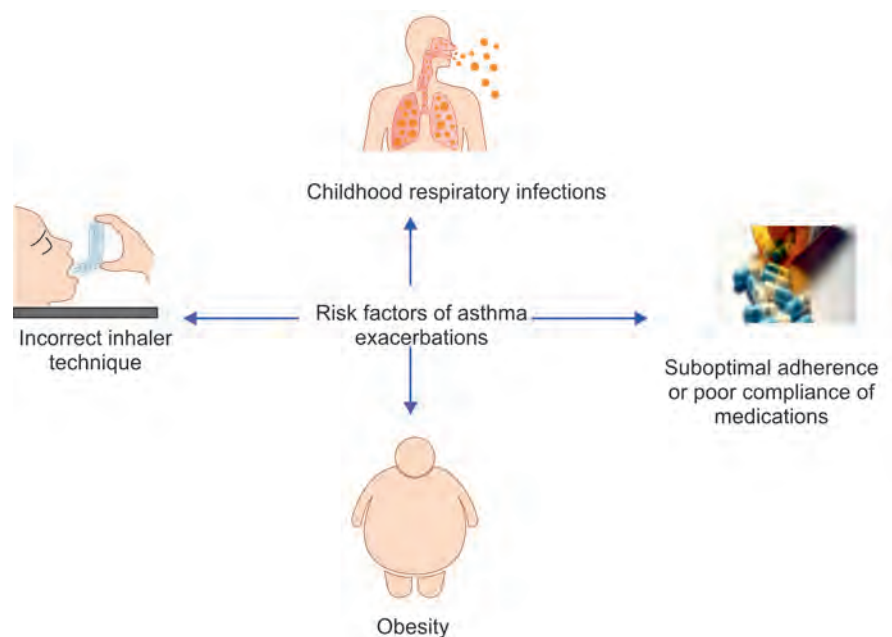 Childhood respiratory infections
Risk factors of asthma
exacerbations
Incorrect inhaler
technique
Suboptimal adherence
or poor compliance of
medications
Obesity